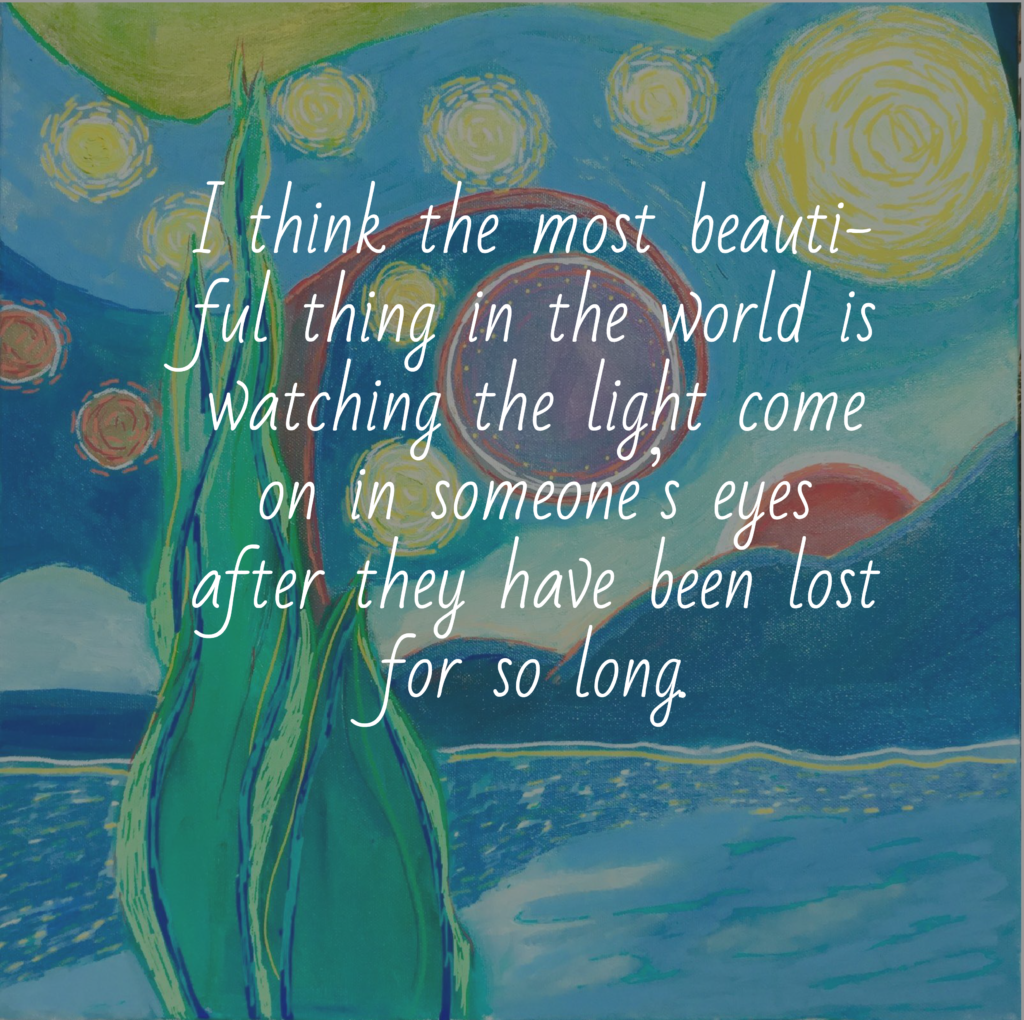 I think the most beauti-
ful thing in the world is
watching the light come
on in someone's eyes
after they have been lost
for so long.